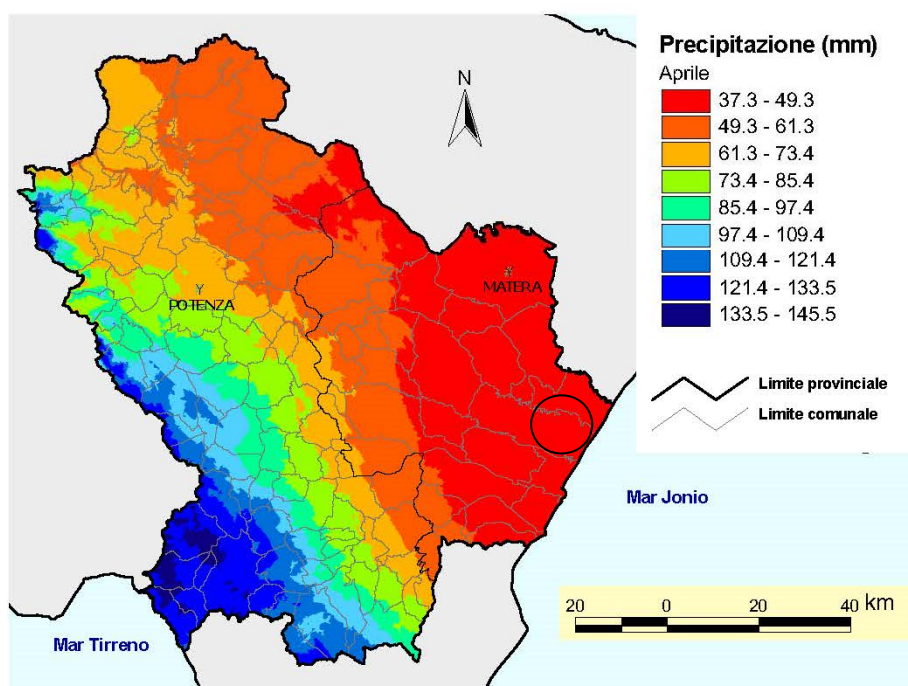 Precipitazione (mm)
Aprile
37.3 - 49.3
49.3 - 61.3
61.3 - 73.4
73.4 - 85.4
85.4 - 97.4
97.4 - 109.4
109.4 - 121.4
121.4 - 133.5
133.5 - 145.5
N
MATERA
POTENZA
Limite provinciale
Limite comunale
Mar Jonio
20 0 20 40 km
Mar Tirreno